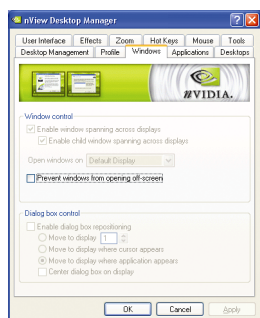 nView Desktop Manager
User Interface Effects Zoom Hot Keys Mouse Tools
Desktop Management Profile Windows Applications Desktops
NVIDIA.
Window control
Enable window spanning across displays
Enable child window spanning across displays
Open windows on Default Display
Prevent windows from opening off-screen
Dialog box control
Enable dialog box repositioning
Move to display 1
Move to display where cursor appears
Move to display where application appears
Center dialog box on display
OK Cancel Apply